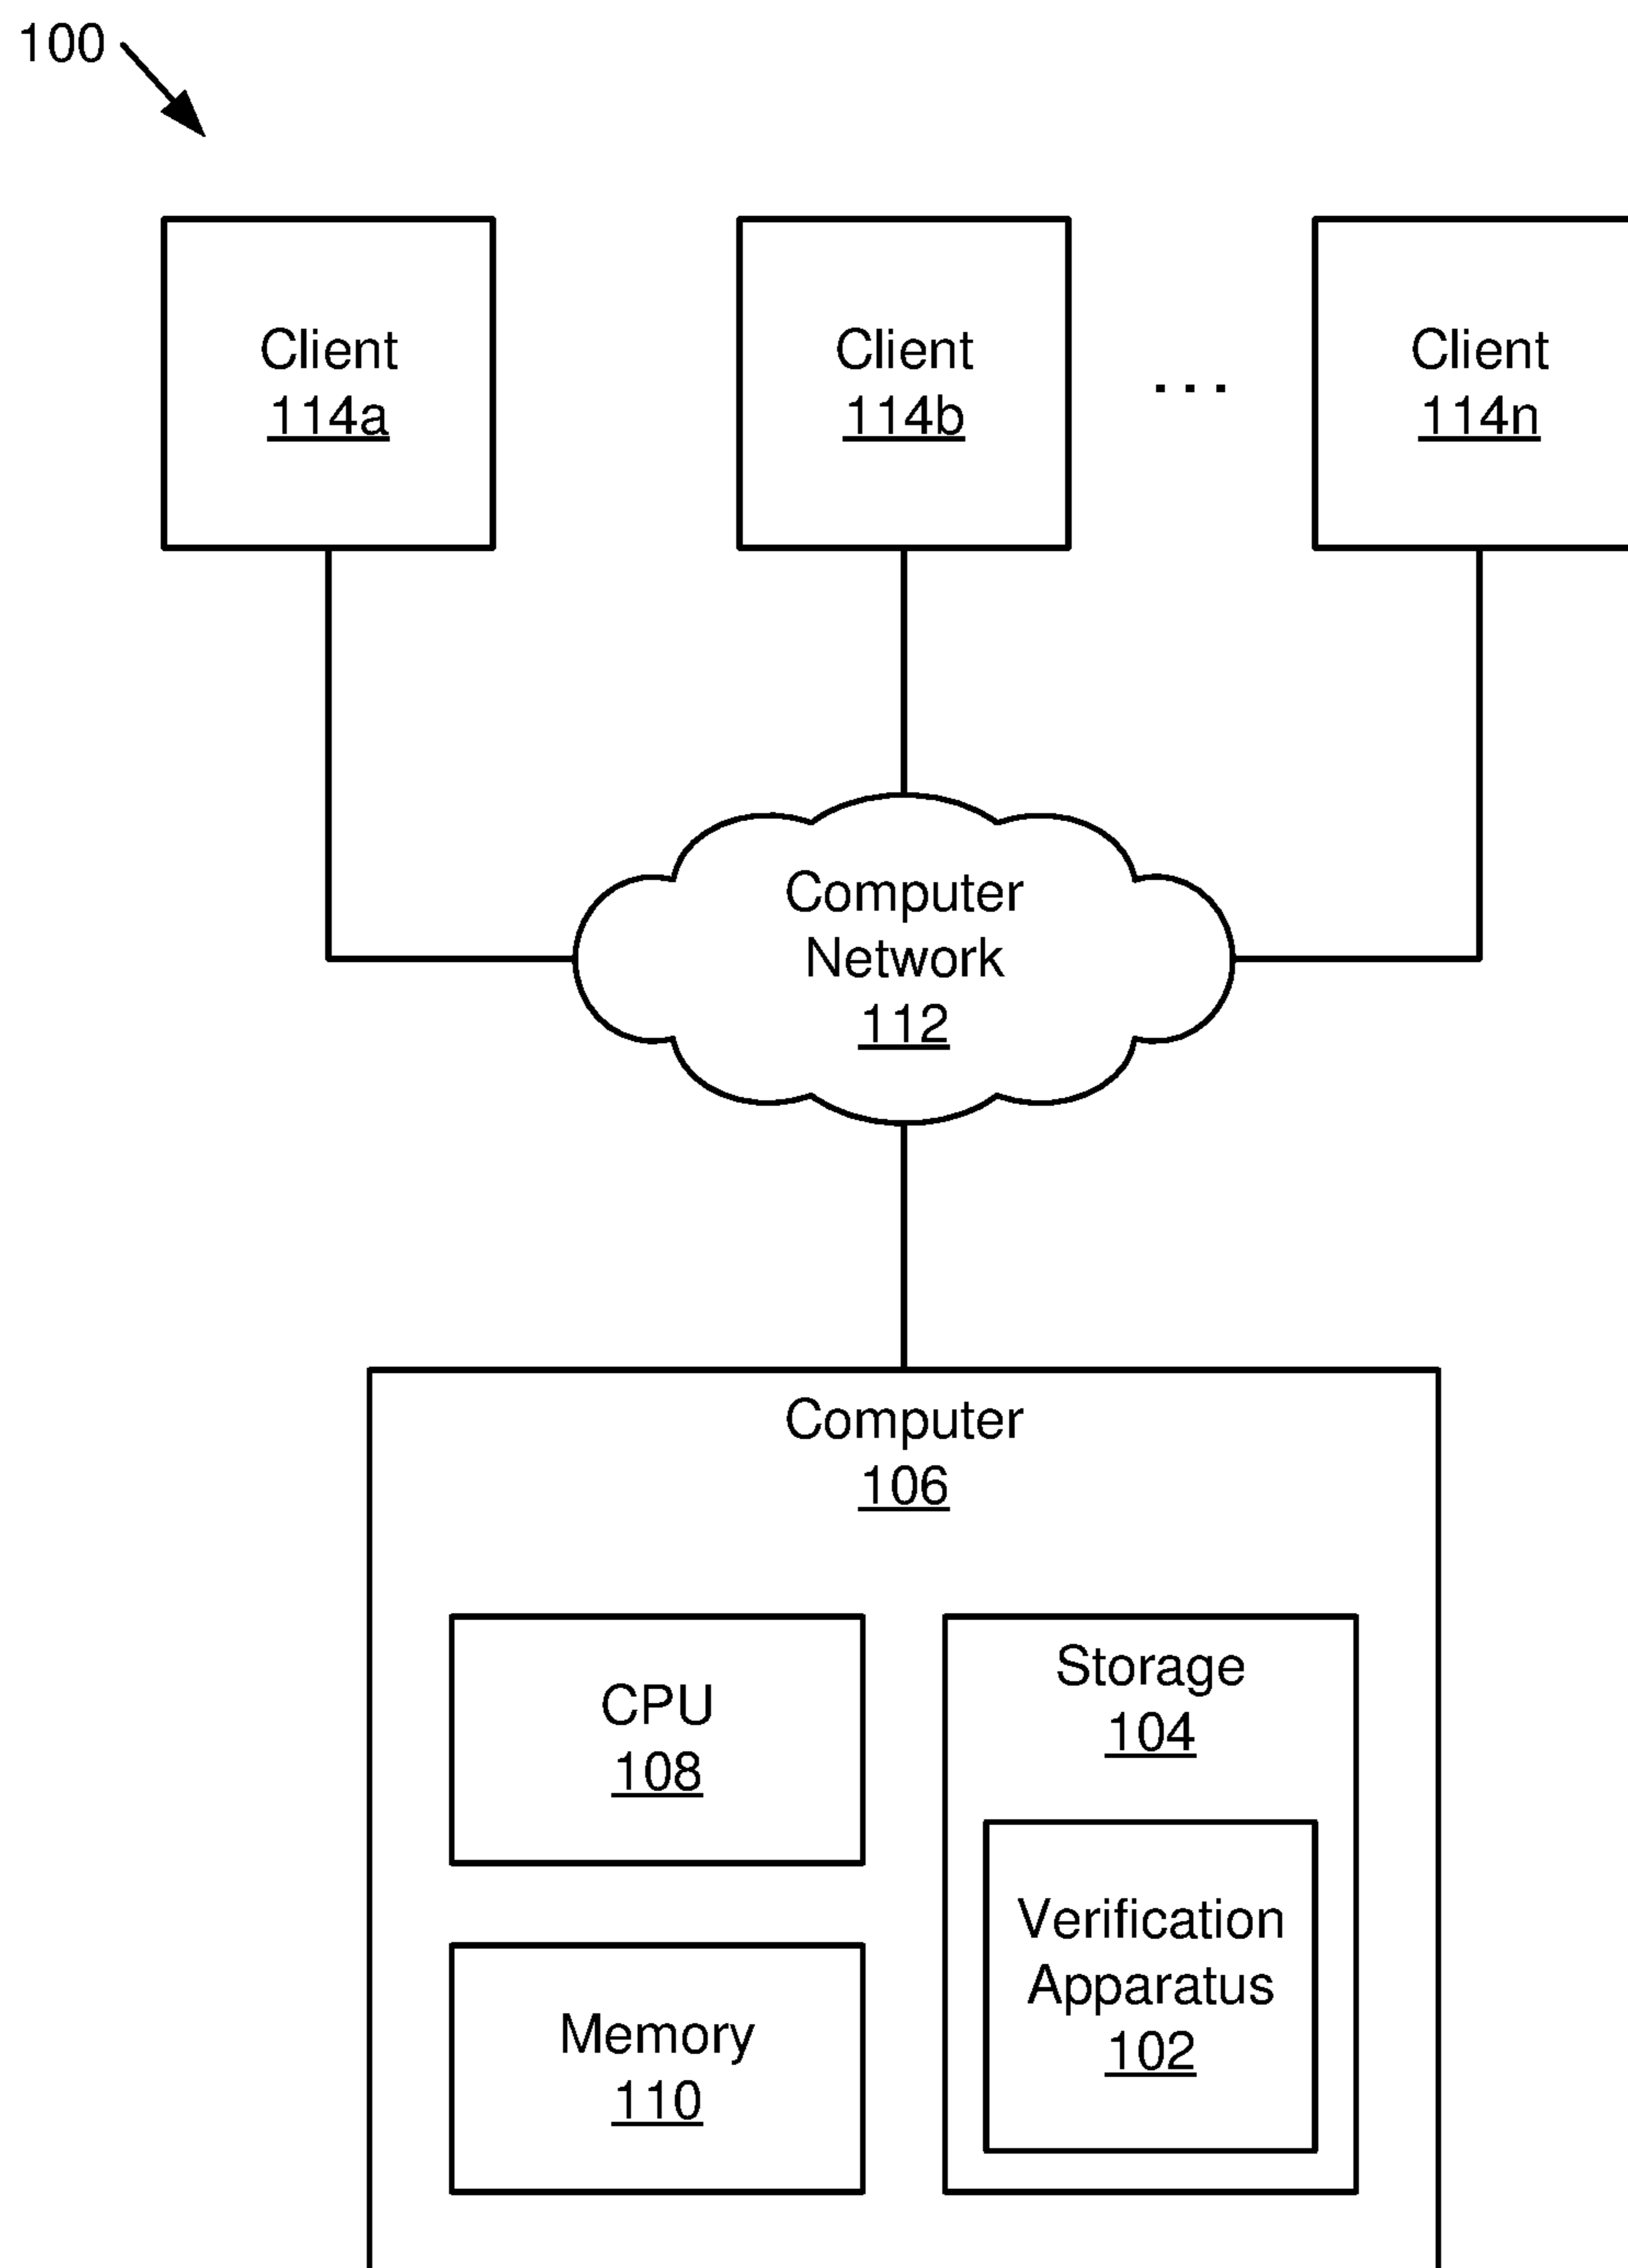 100
Client
114a
Client
114b
...
Client
114n
Computer
Network
112
Computer
106
CPU
108
Storage
104
Memory
110
Verification
Apparatus
102